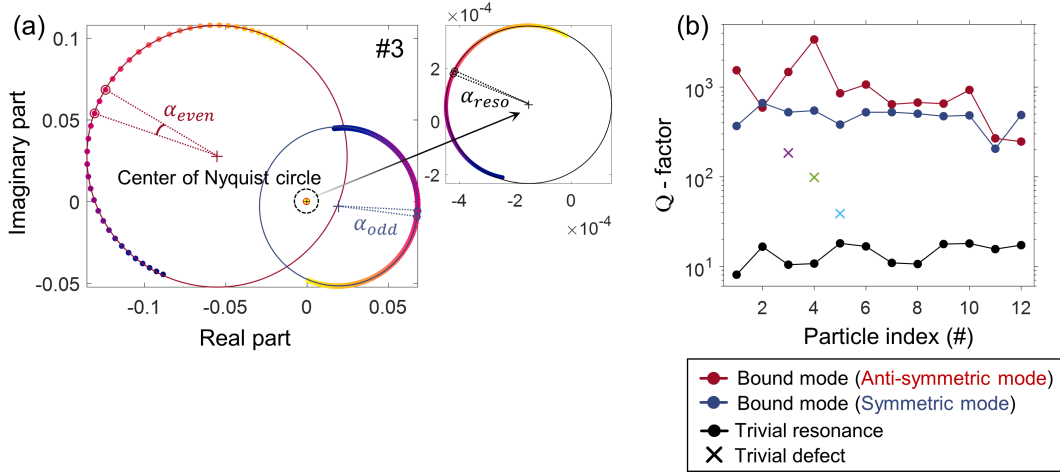 (a)
#3
Imaginary part
0.1
0.05
0
-0.05
-0.1
-0.05
0
0.05
Real part
α_even
Center of Nyquist circle
α_odd
× 10⁻⁴
2
0
-2
-4
-2
0
× 10⁻⁴
α_reso
(b)
Q - factor
10³
10²
10¹
2
4
6
8
10
12
Particle index (#)
Bound mode (Anti-symmetric mode)
Bound mode (Symmetric mode)
Trivial resonance
Trivial defect